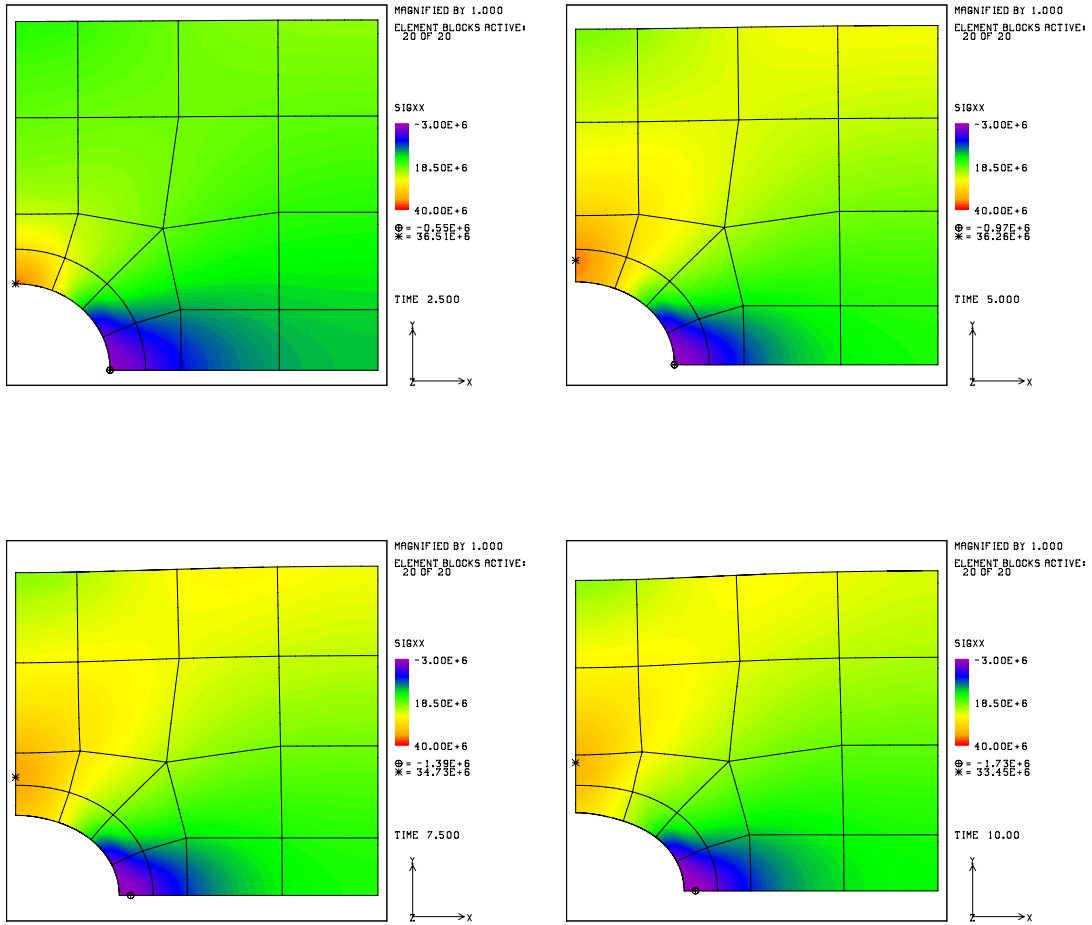 MAGNIFIED BY 1.000
ELEMENT BLOCKS ACTIVE:
20 OF 20
SIGXX
-3.00E+6
18.50E+6
40.00E+6
= -0.55E+6
= 36.51E+6
TIME 2.500
Y
Z X
MAGNIFIED BY 1.000
ELEMENT BLOCKS ACTIVE:
20 OF 20
SIGXX
-3.00E+6
18.50E+6
40.00E+6
= -0.97E+6
= 36.26E+6
TIME 5.000
Y
Z X
MAGNIFIED BY 1.000
ELEMENT BLOCKS ACTIVE:
20 OF 20
SIGXX
-3.00E+6
18.50E+6
40.00E+6
= -1.39E+6
= 34.73E+6
TIME 7.500
Y
Z X
MAGNIFIED BY 1.000
ELEMENT BLOCKS ACTIVE:
20 OF 20
SIGXX
-3.00E+6
18.50E+6
40.00E+6
= -1.73E+6
= 33.45E+6
TIME 10.00
Y
Z X